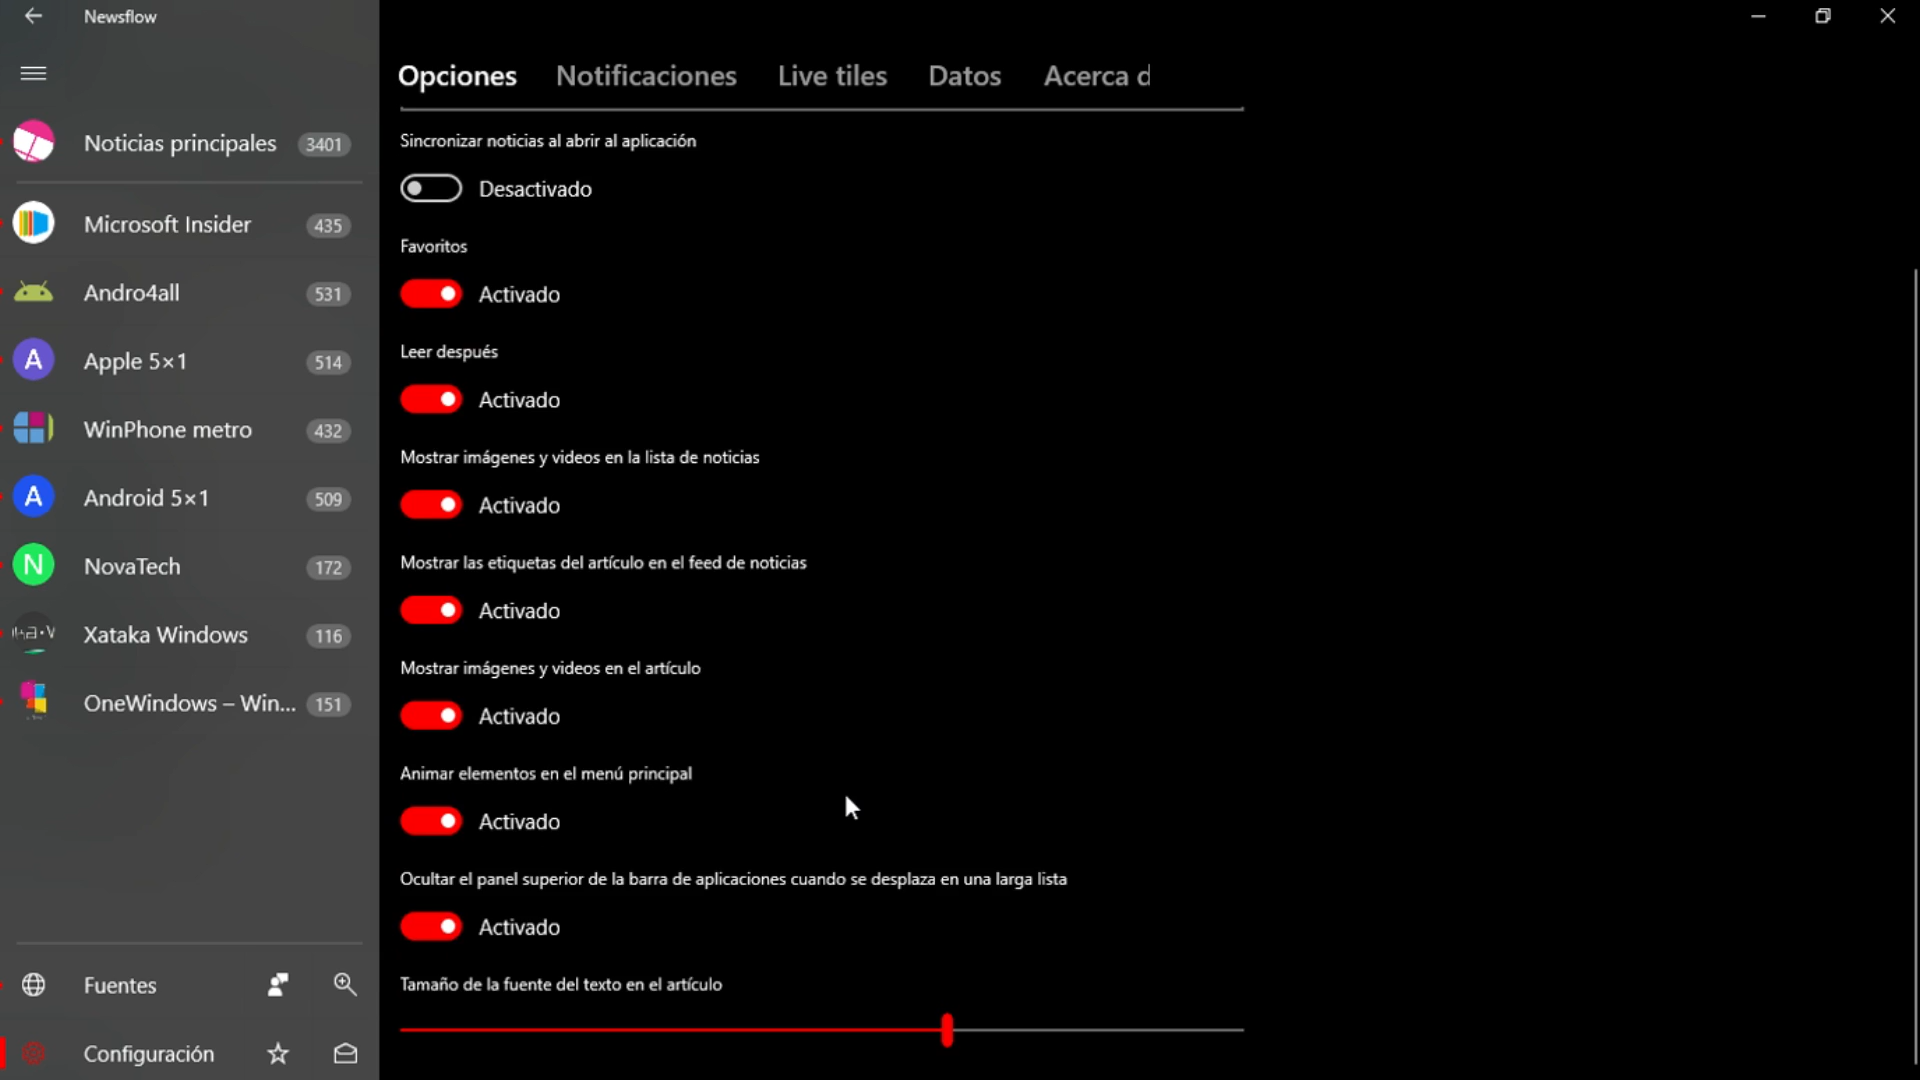 Newsflow
Opciones Notificaciones Live tiles Datos Acerca d
Noticias principales 3401
Microsoft Insider 435
Andro4all 531
A Apple 5×1 514
WinPhone metro 432
A Android 5×1 509
N NovaTech 172
Xataka Windows 116
OneWindows – Win... 151
Fuentes
Configuración
Sincronizar noticias al abrir al aplicación
Desactivado
Favoritos
Activado
Leer después
Activado
Mostrar imágenes y videos en la lista de noticias
Activado
Mostrar las etiquetas del artículo en el feed de noticias
Activado
Mostrar imágenes y videos en el artículo
Activado
Animar elementos en el menú principal
Activado
Ocultar el panel superior de la barra de aplicaciones cuando se desplaza en una larga lista
Activado
Tamaño de la fuente del texto en el artículo